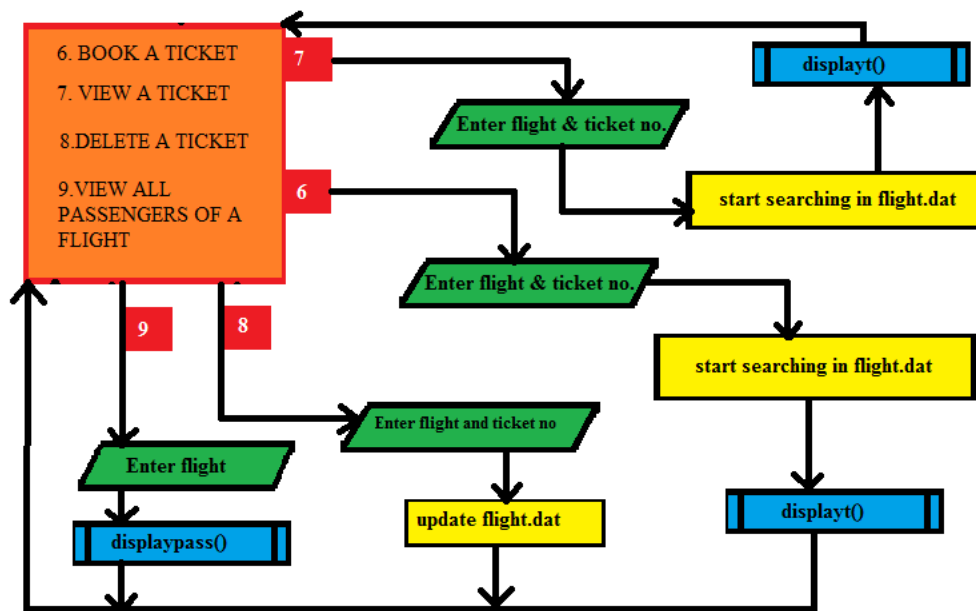 6. BOOK A TICKET
7. VIEW A TICKET
8.DELETE A TICKET
9.VIEW ALL
PASSENGERS OF A
FLIGHT
7
Enter flight & ticket no.
displayt()
start searching in flight.dat
6
Enter flight & ticket no.
start searching in flight.dat
displayt()
9
8
Enter flight
displaypass()
Enter flight and ticket no
update flight.dat